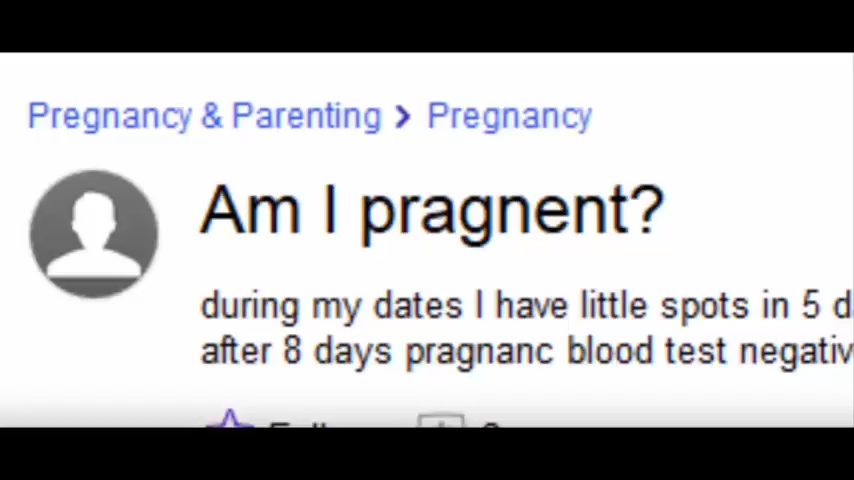 Pregnancy & Parenting > Pregnancy
Am I pragnent?
during my dates I have little spots in 5
after 8 days pragnanc blood test negativ